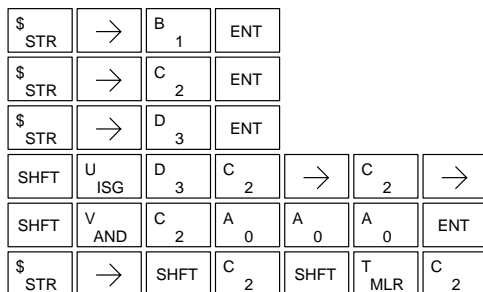 $ STR → B 1 ENT
$ STR → C 2 ENT
$ STR → D 3 ENT
SHFT U ISG D 3 C 2 → C 2 →
SHFT V AND C 2 A 0 A 0 A 0 ENT
$ STR → SHFT C 2 SHFT T MLR C 2